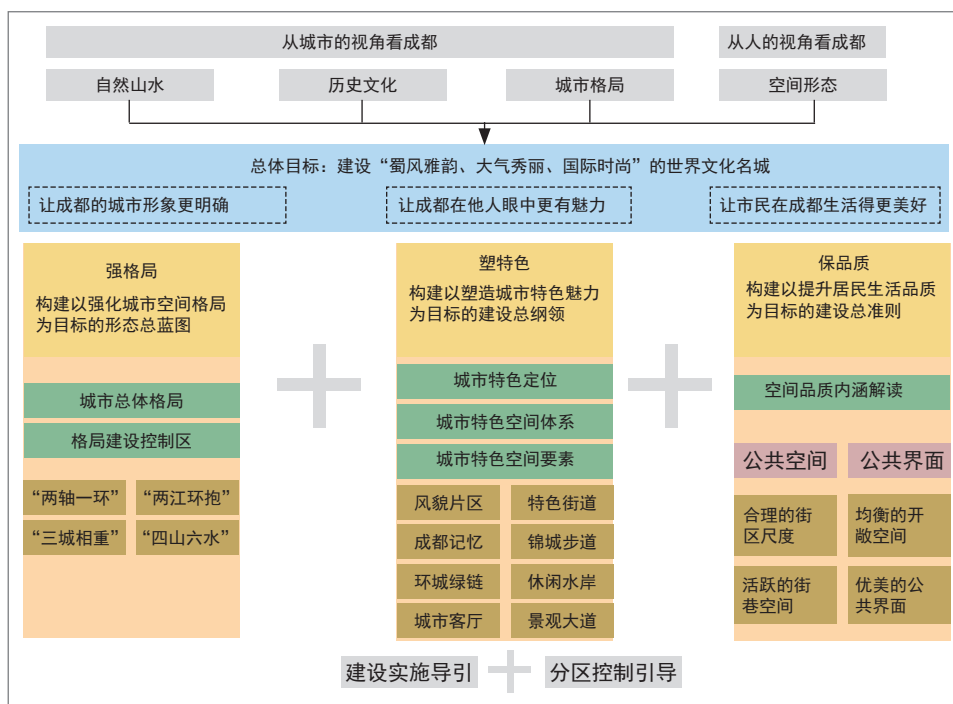 从城市的视角看成都
从人的视角看成都
自然山水
历史文化
城市格局
空间形态
总体目标：建设“蜀风雅韵、大气秀丽、国际时尚”的世界文化名城
让成都的城市形象更明确
让成都在他人眼中更有魅力
让市民在成都生活得更美好
强格局
构建以强化城市空间格局
为目标的形态总蓝图
城市总体格局
格局建设控制区
“两轴一环”
“两江环抱”
“三城相重”
“四山六水”
塑特色
构建以塑造城市特色魅力
为目标的建设总纲领
城市特色定位
城市特色空间体系
城市特色空间要素
风貌片区
特色街道
成都记忆
锦城步道
环城绿链
休闲水岸
城市客厅
景观大道
保品质
构建以提升居民生活品质
为目标的建设总准则
空间品质内涵解读
公共空间
公共界面
合理的街
区尺度
均衡的开
敞空间
活跃的街
巷空间
优美的公
共界面
建设实施导引
分区控制引导